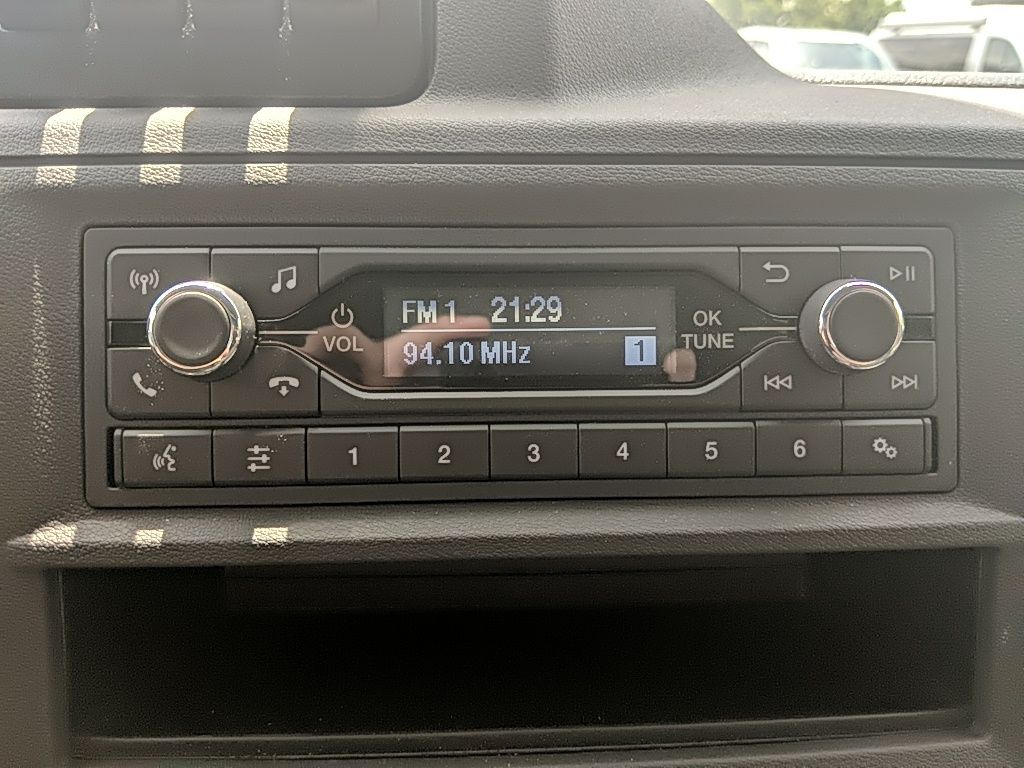 FM 1 21:29
94.10 MHz 1
VOL
OK
TUNE
1 2 3 4 5 6